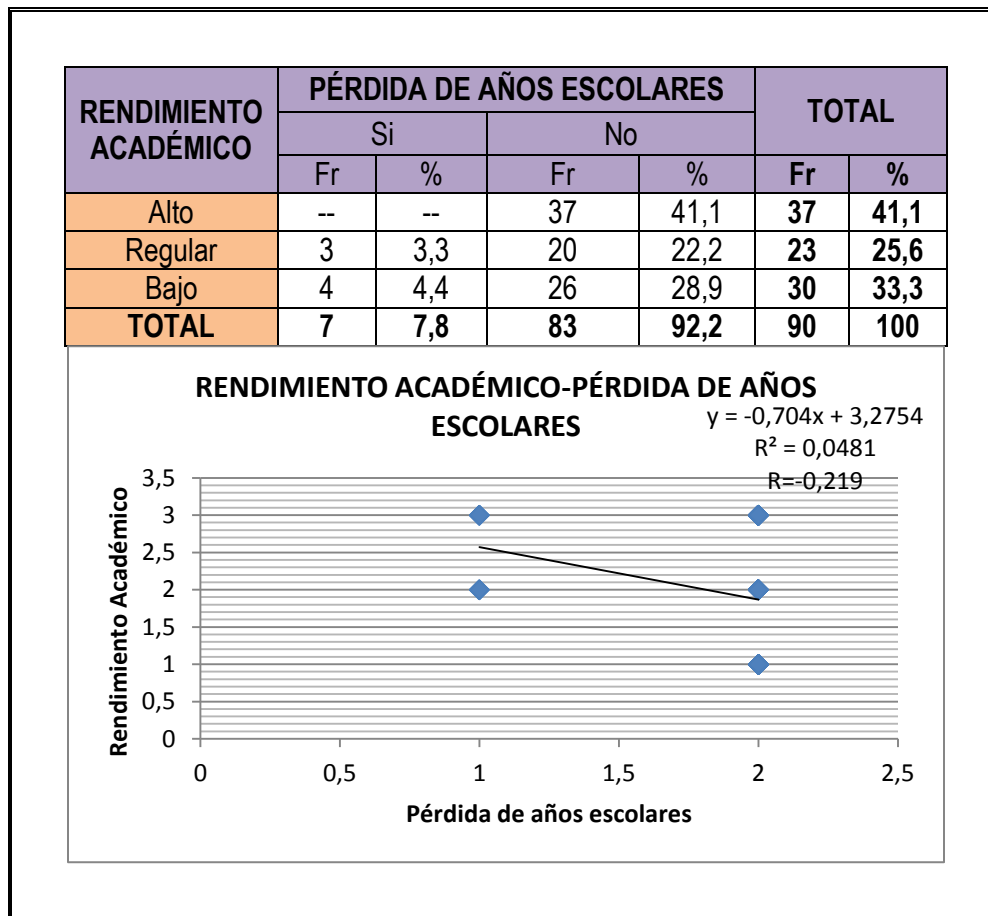 RENDIMIENTO ACADÉMICO PÉRDIDA DE AÑOS ESCOLARES TOTAL
Si No
Fr % Fr % Fr %
Alto -- -- 37 41,1 37 41,1
Regular 3 3,3 20 22,2 23 25,6
Bajo 4 4,4 26 28,9 30 33,3
TOTAL 7 7,8 83 92,2 90 100
RENDIMIENTO ACADÉMICO-PÉRDIDA DE AÑOS
ESCOLARES
y = -0,704x + 3,2754
R² = 0,0481
R=-0,219
Rendimiento Académico
3,5
3
2,5
2
1,5
1
0,5
0
0 0,5 1 1,5 2 2,5
Pérdida de años escolares